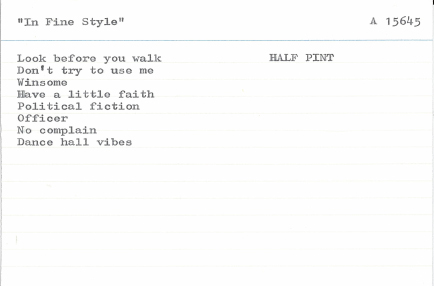 "In Fine Style" A 15645
Look before you walk HALF PINT
Don't try to use me
Winsome
Have a little faith
Political fiction
Officer
No complain
Dance hall vibes